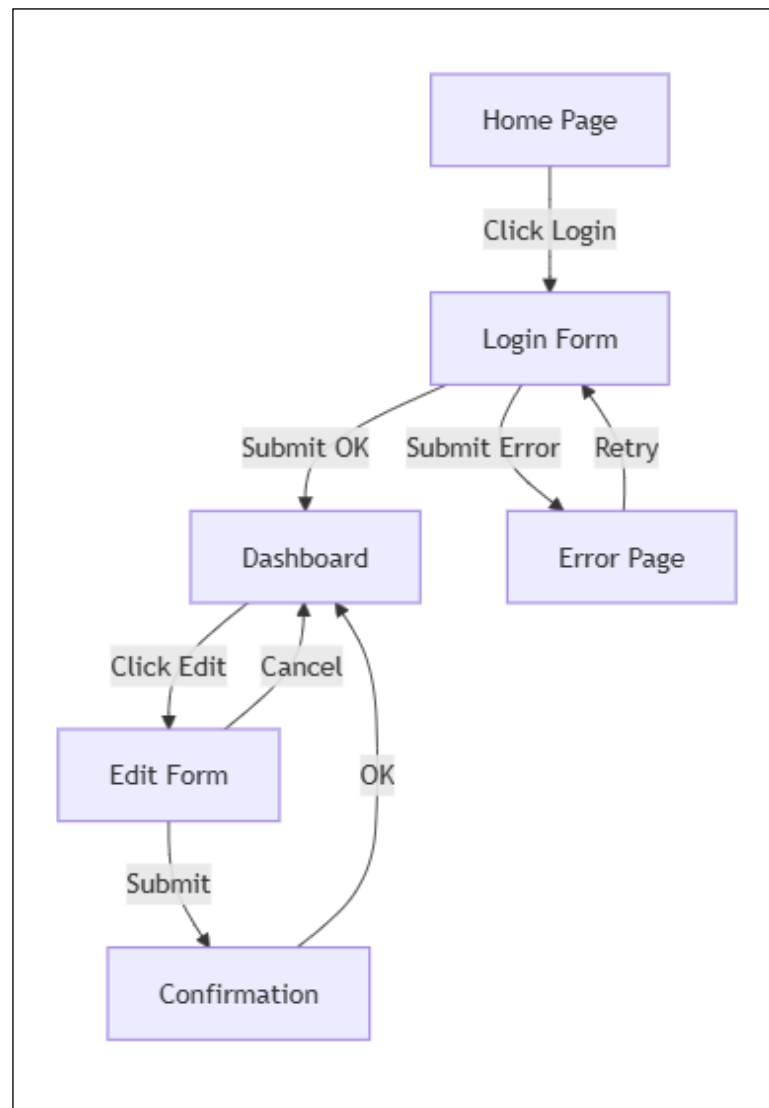 Home Page
Click Login
Login Form
Submit OK
Submit Error
Retry
Dashboard
Error Page
Click Edit
Cancel
Edit Form
OK
Submit
Confirmation